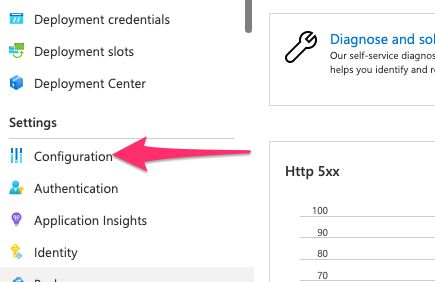 Deployment credentials
Deployment slots
Deployment Center
Settings
Configuration
Authentication
Application Insights
Identity
Diagnose and sol
Our self-service diagnos
helps you identify and r
Http 5xx
100
90
80
70